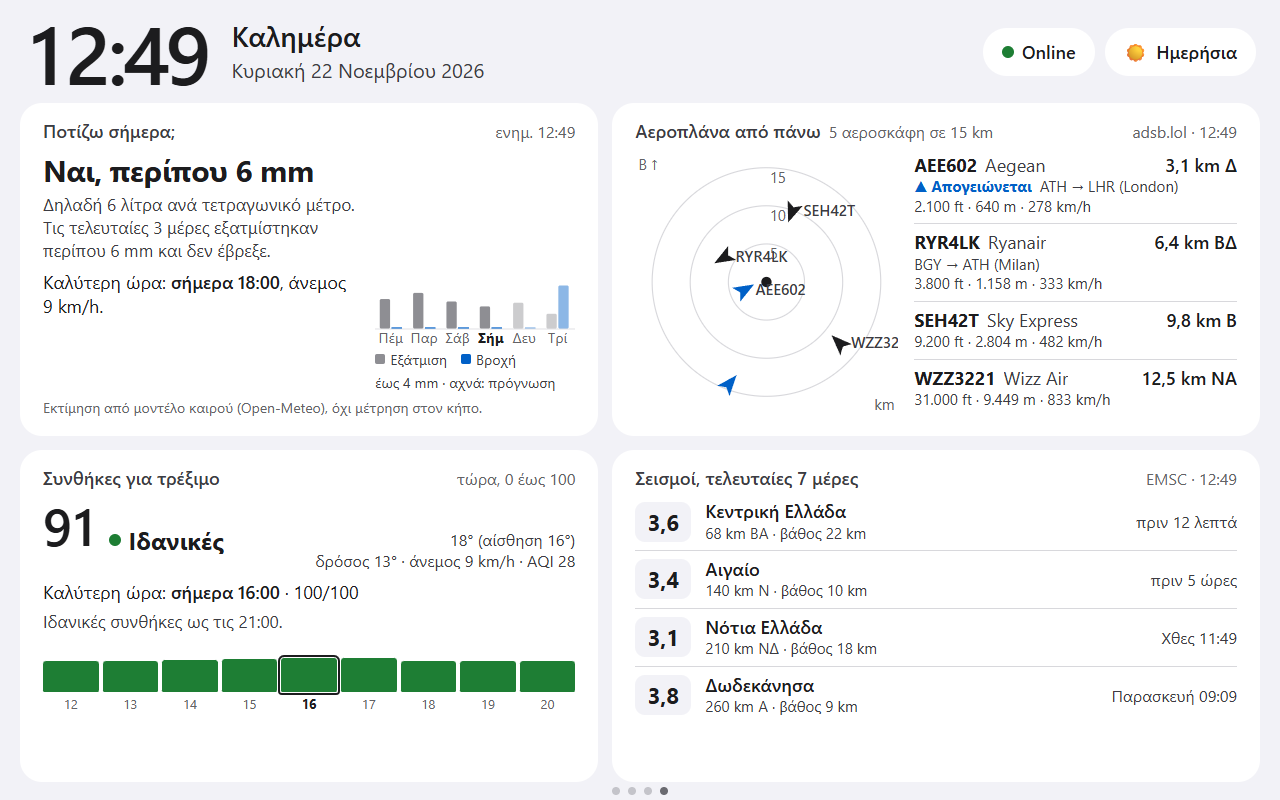 12:49
Καλημέρα
Κυριακή 22 Νοεμβρίου 2026
Online
Ημερήσια
Ποτίζω σήμερα;
ενημ. 12:49
Ναι, περίπου 6 mm
Δηλαδή 6 λίτρα ανά τετραγωνικό μέτρο.
Τις τελευταίες 3 μέρες εξατμίστηκαν
περίπου 6 mm και δεν έβρεξε.
Καλύτερη ώρα: σήμερα 18:00, άνεμος
9 km/h.
Πέμ Παρ Σάβ Σήμ Δευ Τρί
Εξάτμιση Βροχή
έως 4 mm · αχνά: πρόγνωση
Εκτίμηση από μοντέλο καιρού (Open-Meteo), όχι μέτρηση στον κήπο.
Αεροπλάνα από πάνω 5 αεροσκάφη σε 15 km
adsb.lol · 12:49
Β ↑
15
10
5
SEH42T
RYR4LK
AEE602
WZZ32
km
AEE602 Aegean 3,1 km Δ
▲ Απογειώνεται ATH → LHR (London)
2.100 ft · 640 m · 278 km/h
RYR4LK Ryanair 6,4 km ΒΔ
BGY → ATH (Milan)
3.800 ft · 1.158 m · 333 km/h
SEH42T Sky Express 9,8 km Β
9.200 ft · 2.804 m · 482 km/h
WZZ3221 Wizz Air 12,5 km ΝΑ
31.000 ft · 9.449 m · 833 km/h
Συνθήκες για τρέξιμο
τώρα, 0 έως 100
91 Ιδανικές
18° (αίσθηση 16°)
δρόσος 13° · άνεμος 9 km/h · AQI 28
Καλύτερη ώρα: σήμερα 16:00 · 100/100
Ιδανικές συνθήκες ως τις 21:00.
12 13 14 15 16 17 18 19 20
Σεισμοί, τελευταίες 7 μέρες
EMSC · 12:49
3,6 Κεντρική Ελλάδα πριν 12 λεπτά
68 km ΒΑ · βάθος 22 km
3,4 Αιγαίο πριν 5 ώρες
140 km Ν · βάθος 10 km
3,1 Νότια Ελλάδα Χθες 11:49
210 km ΝΔ · βάθος 18 km
3,8 Δωδεκάνησα Παρασκευή 09:09
260 km Α · βάθος 9 km